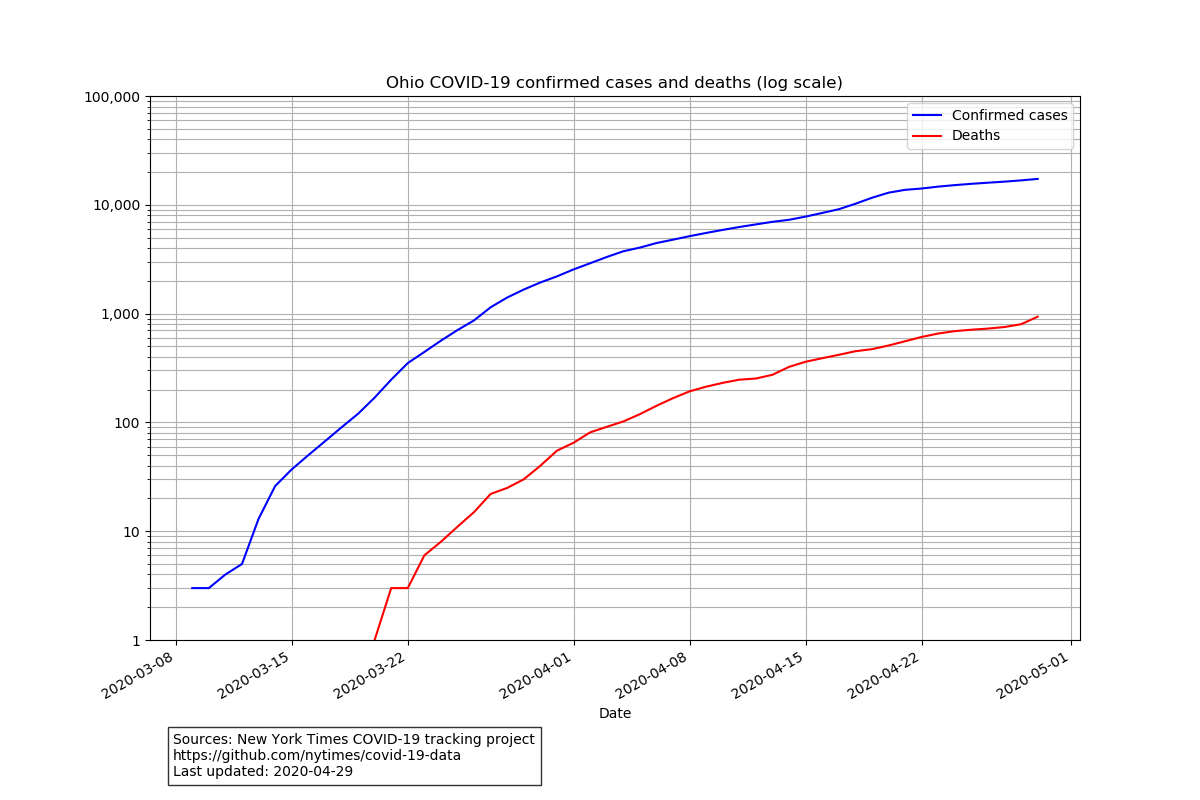 Ohio COVID-19 confirmed cases and deaths (log scale)
100,000
10,000
1,000
100
10
1
Confirmed cases
Deaths
2020-03-08
2020-03-15
2020-03-22
2020-04-01
2020-04-08
2020-04-15
2020-04-22
2020-05-01
Date
Sources: New York Times COVID-19 tracking project
https://github.com/nytimes/covid-19-data
Last updated: 2020-04-29